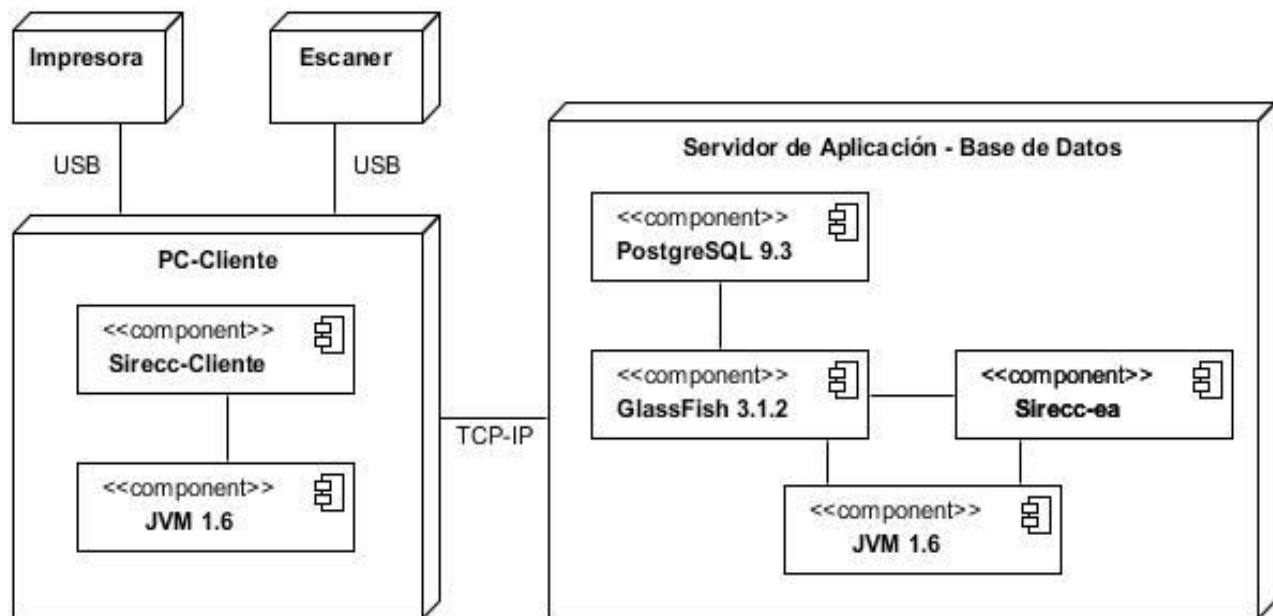 Impresora
Escaner
USB
USB
Servidor de Aplicación - Base de Datos
<<component>>
PostgreSQL 9.3
PC-Cliente
<<component>>
Sirecc-Cliente
<<component>>
GlassFish 3.1.2
<<component>>
Sirecc-ea
TCP-IP
<<component>>
JVM 1.6
<<component>>
JVM 1.6